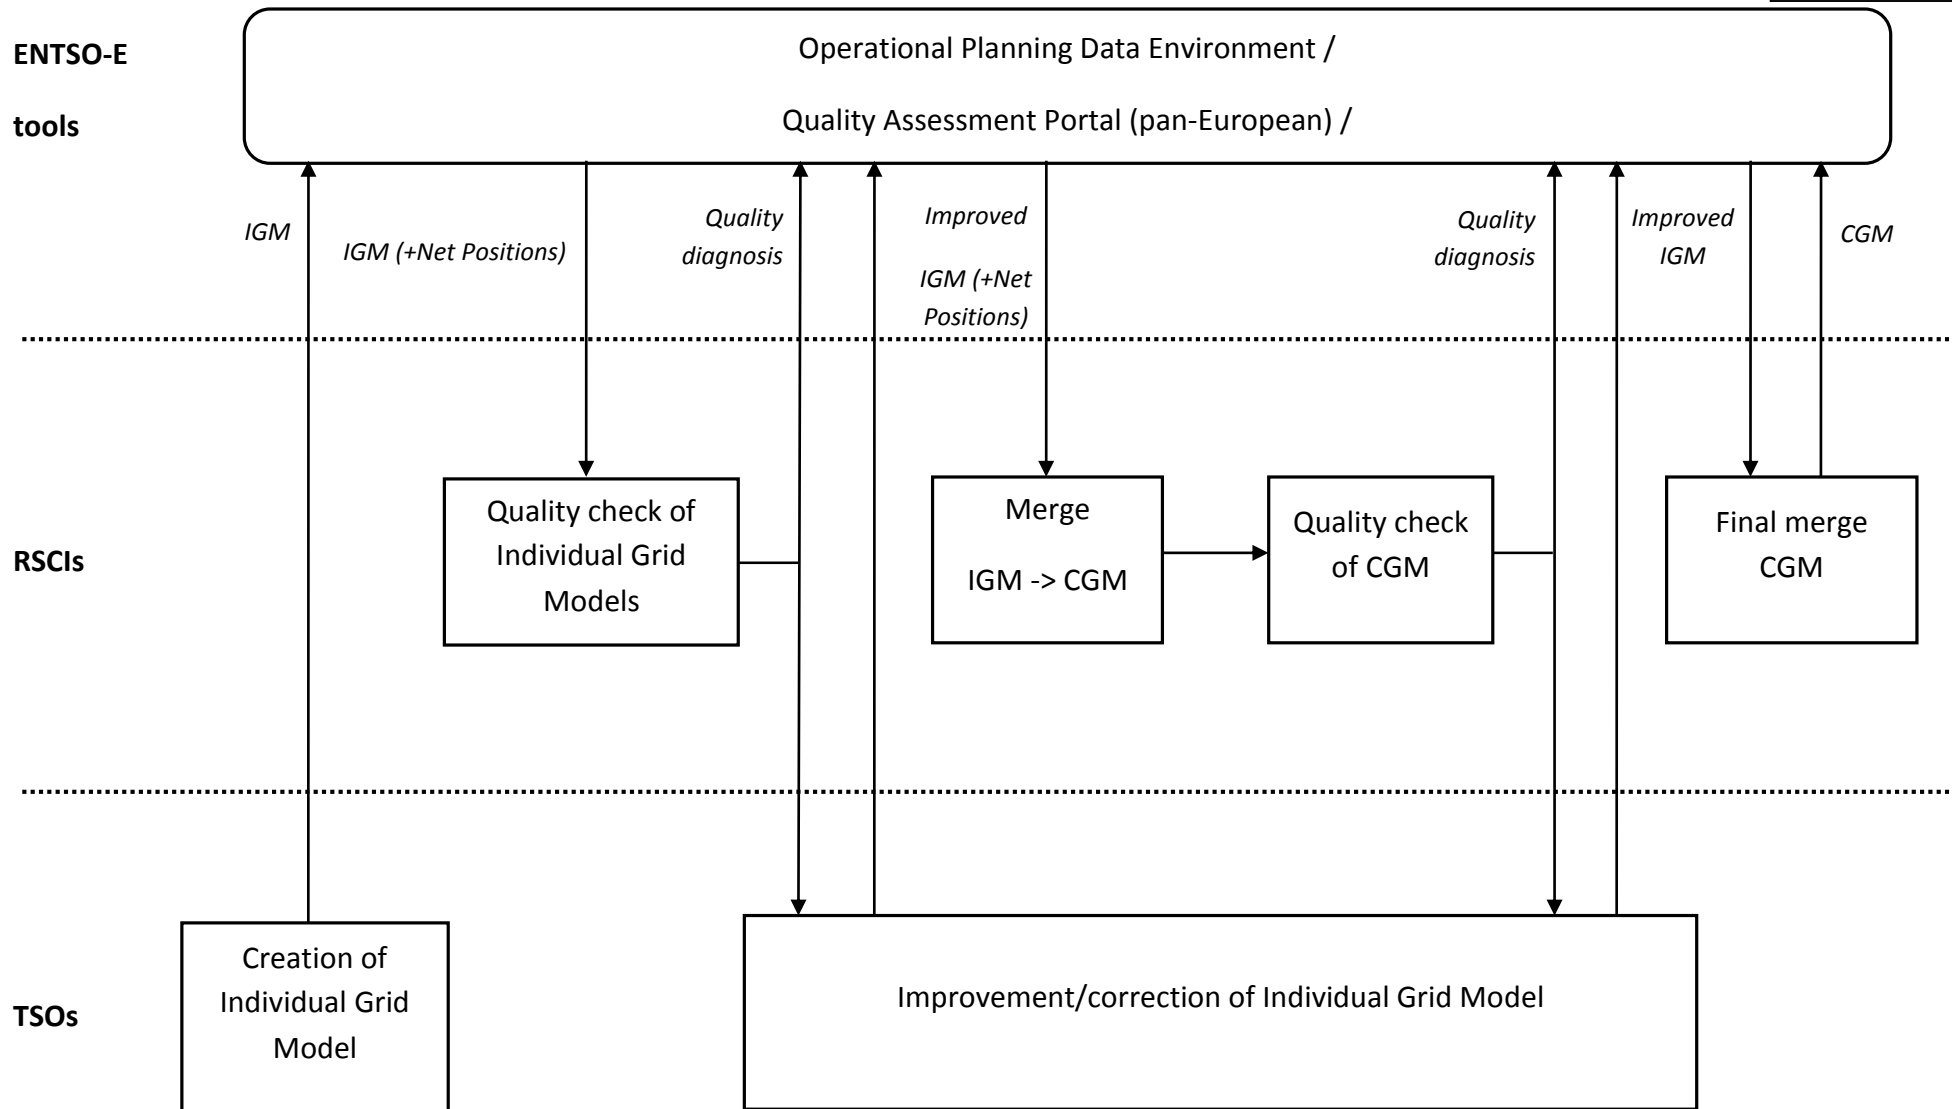 ENTSO-E
tools
Operational Planning Data Environment /
Quality Assessment Portal (pan-European) /
IGM
IGM (+Net Positions)
Quality
diagnosis
Improved
IGM (+Net
Positions)
Quality
diagnosis
Improved
IGM
CGM
RSCIs
Quality check of
Individual Grid
Models
Merge
IGM -> CGM
Quality check
of CGM
Final merge
CGM
TSOs
Creation of
Individual Grid
Model
Improvement/correction of Individual Grid Model